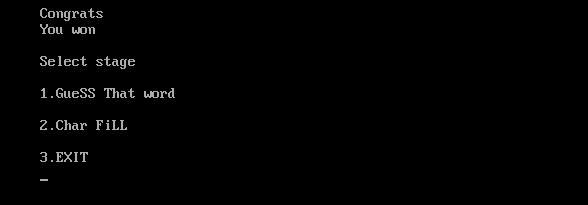 Congrats
You won
Select stage
1.GueSS That word
2.Char FiLL
3.EXIT
_